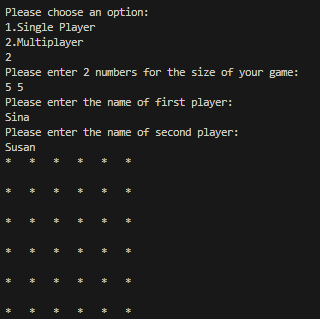 Please choose an option:
1.Single Player
2.Multiplayer
2
Please enter 2 numbers for the size of your game:
5 5
Please enter the name of first player:
Sina
Please enter the name of second player:
Susan
* * * * * *
* * * * * *
* * * * * *
* * * * * *
* * * * * *
* * * * * *